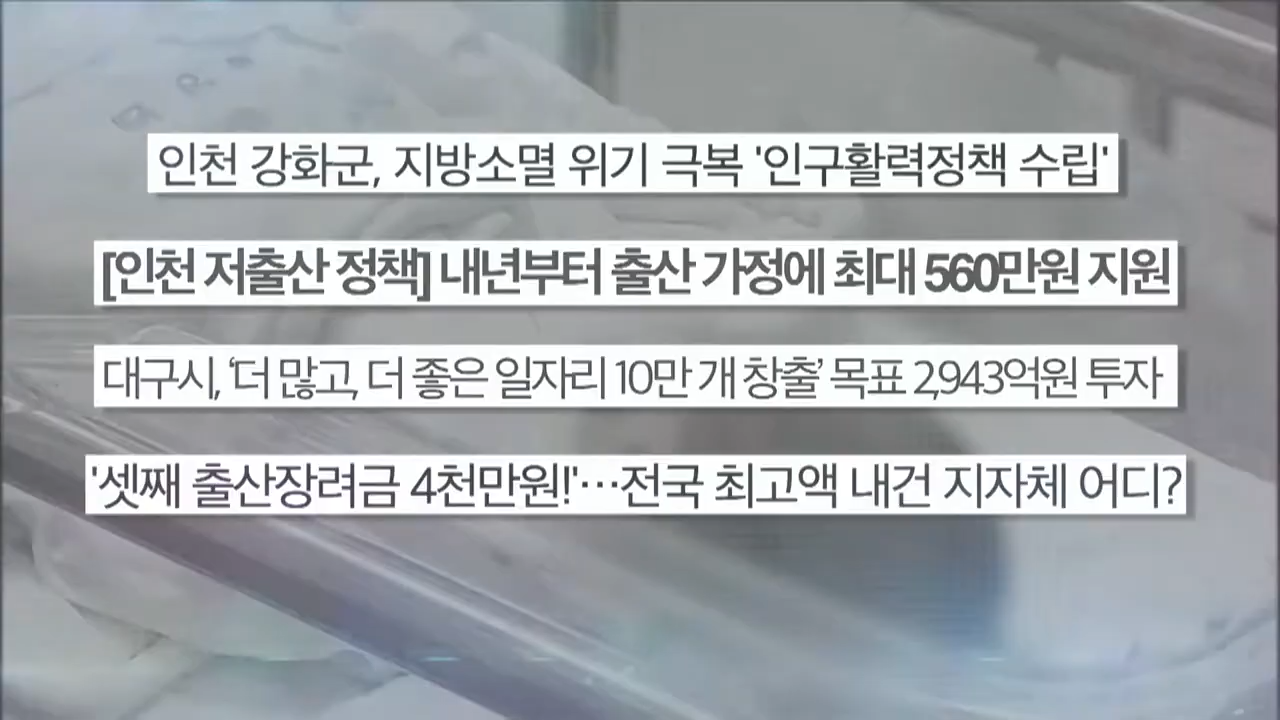 인천 강화군, 지방소멸 위기 극복 '인구활력정책 수립'
[인천 저출산 정책] 내년부터 출산 가정에 최대 560만원 지원
대구시, ‘더 많고, 더 좋은 일자리 10만 개 창출’ 목표 2,943억원 투자
'셋째 출산장려금 4천만원!'…전국 최고액 내건 지자체 어디?